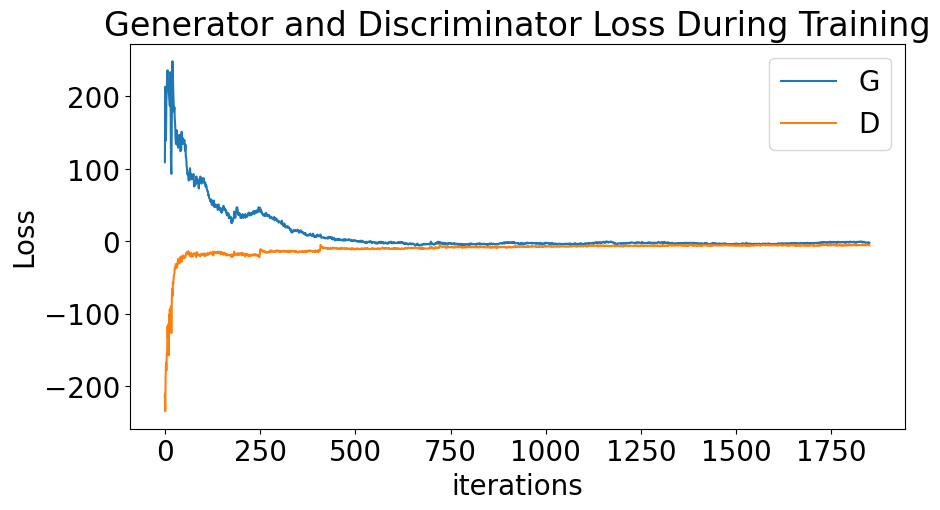 Generator and Discriminator Loss During Training
G
D
Loss
200
100
0
−100
−200
0 250 500 750 1000 1250 1500 1750
iterations